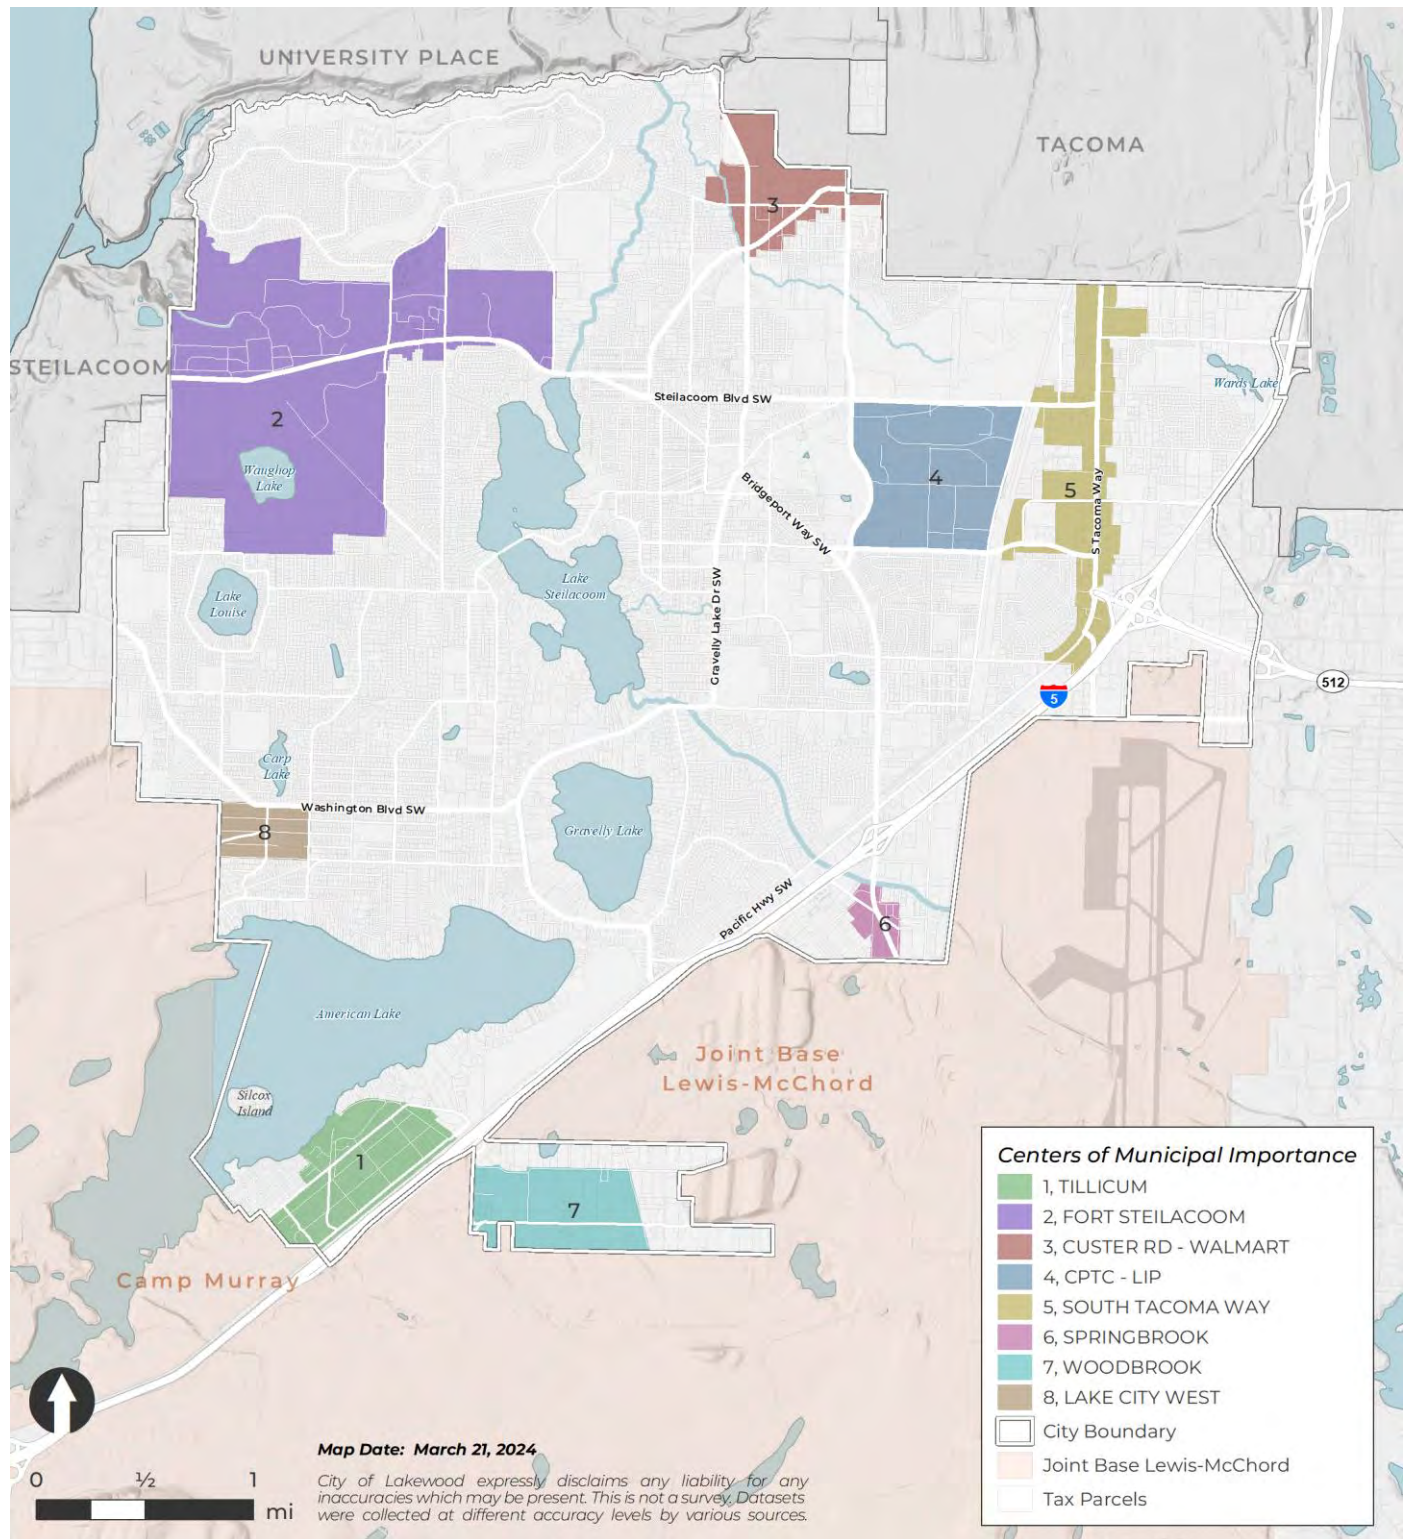 UNIVERSITY PLACE
TACOMA
3
STEILACOOM
Wards Lake
Steilacoom Blvd SW
2
Waughop
Lake
4
5
Bridgeport Way SW
S Tacoma Way
Lake
Steilacoom
Lake
Louise
Gravelly Lake Dr SW
512
5
Carp
Lake
Washington Blvd SW
8
Gravelly Lake
Pacific Hwy SW
6
American Lake
Joint Base
Lewis-McChord
Silcox
Island
1
7
Camp Murray
Centers of Municipal Importance
1, TILLICUM
2, FORT STEILACOOM
3, CUSTER RD - WALMART
4, CPTC - LIP
5, SOUTH TACOMA WAY
6, SPRINGBROOK
7, WOODBROOK
8, LAKE CITY WEST
City Boundary
Joint Base Lewis-McChord
Tax Parcels
Map Date: March 21, 2024
City of Lakewood expressly disclaims any liability for any
inaccuracies which may be present. This is not a survey. Datasets
were collected at different accuracy levels by various sources.
0 ½ 1
mi